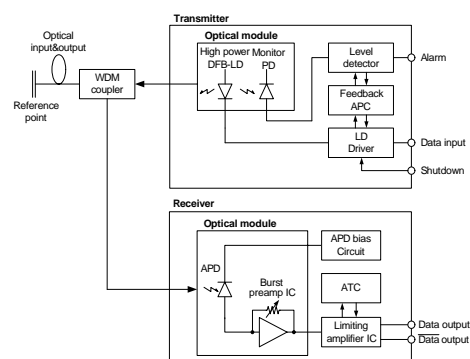 Transmitter
Optical
input&output
Optical module
High power
DFB-LD
Monitor
PD
Level
detector
Alarm
WDM
coupler
Reference
point
Feedback
APC
LD
Driver
Data input
Shutdown
Receiver
Optical module
APD bias
Circuit
APD
Burst
preamp IC
ATC
Limiting
amplifier IC
Data output
Data output